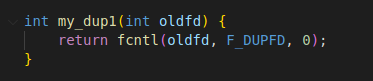 int my_dup1(int oldfd) {
    return fcntl(oldfd, F_DUPFD, 0);
}